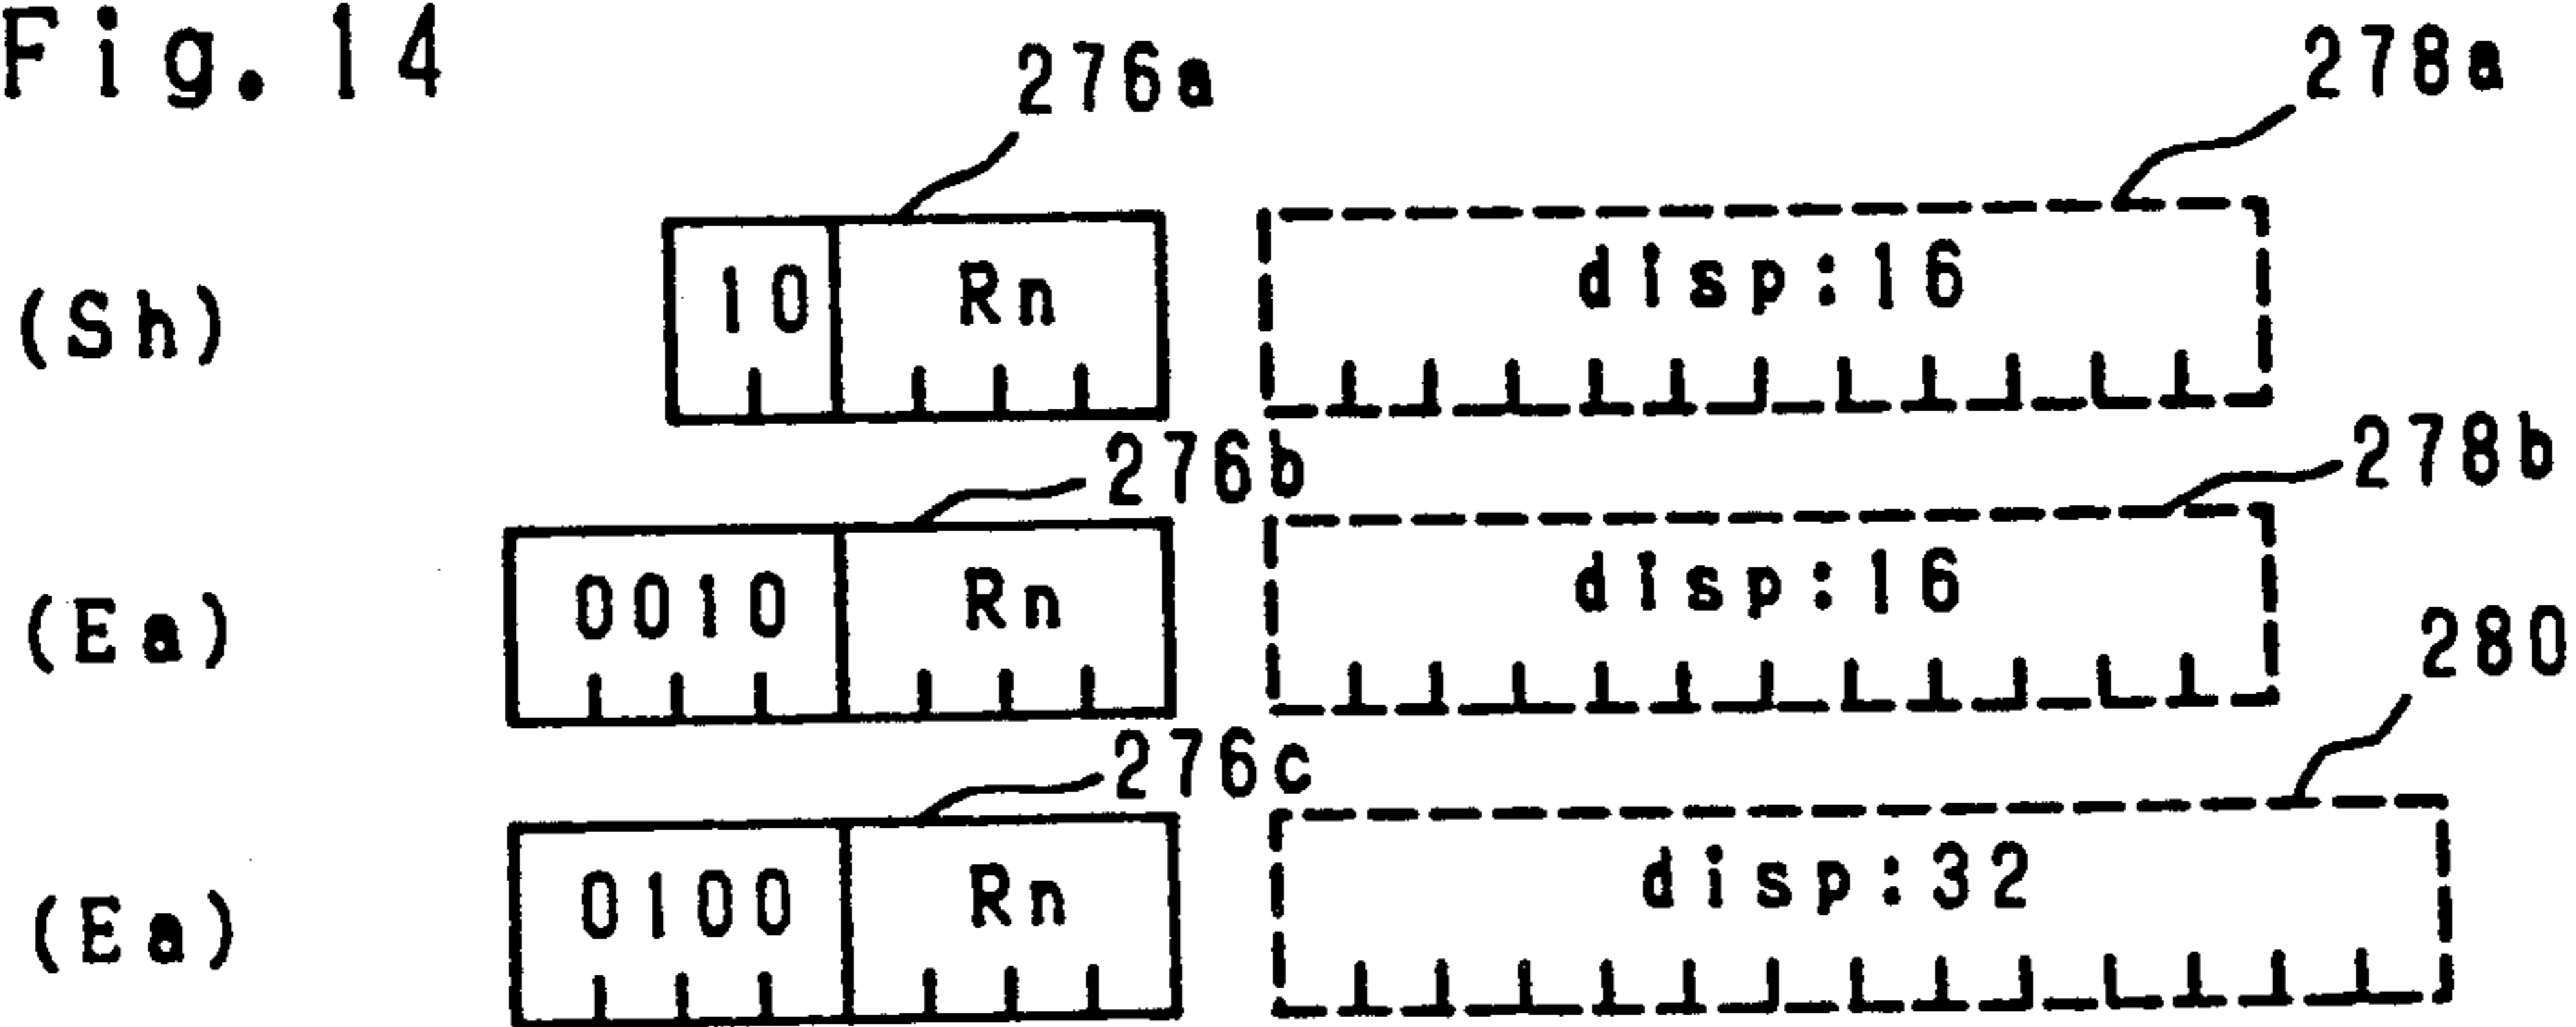 Fig.14
276a
278a
(Sh) 10 Rn disp:16
276b
278b
(Ea) 0010 Rn disp:16
280
276c
(Ea) 0100 Rn disp:32